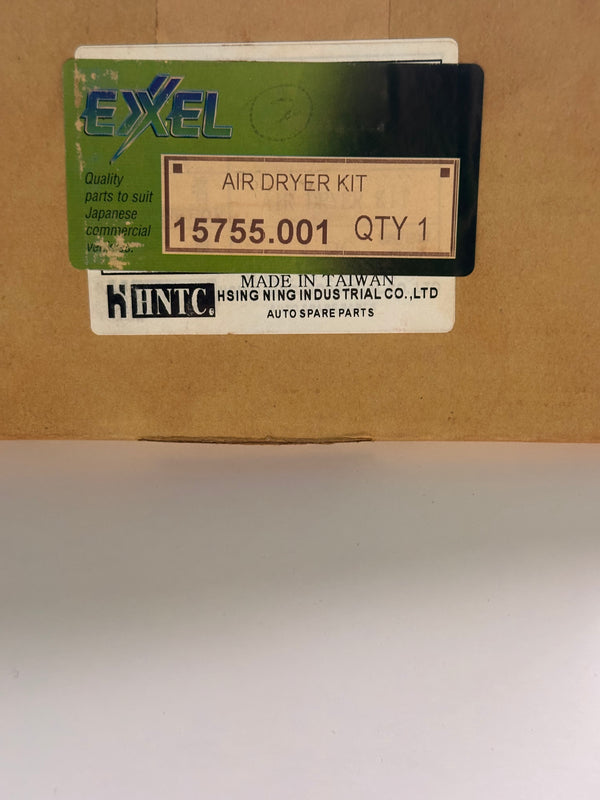 EXXEL
Quality
parts to suit
Japanese
commercial
AIR DRYER KIT
15755.001 QTY 1
MADE IN TAIWAN
HNTC HSING NING INDUSTRIAL CO.,LTD
AUTO SPARE PARTS